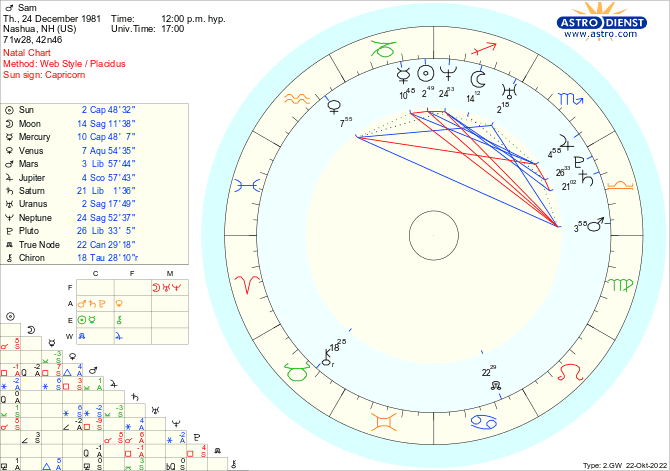 ♂ Sam
Th., 24 December 1981 Time: 12:00 p.m. hyp.
Nashua, NH (US) Univ.Time: 17:00
71w28, 42n46
Natal Chart
Method: Web Style / Placidus
Sun sign: Capricorn
ASTRO DIENST
www.astro.com
Sun 2 Cap 48'32"
Moon 14 Sag 11'38"
Mercury 10 Cap 48' 7"
Venus 7 Aqu 54'35"
Mars 3 Lib 57'44"
Jupiter 4 Sco 57'43"
Saturn 21 Lib 1'36"
Uranus 2 Sag 17'49"
Neptune 24 Sag 52'37"
Pluto 26 Lib 33' 5"
True Node 22 Can 29'18"
Chiron 18 Tau 28'10"r
C F M
F
A
E
W
10 48
2 49
24 53
14 12
2 18
7 55
4 58
26 33
21 02
3 58
18 28 r
22 29
Type: 2.GW 22-Okt-2022